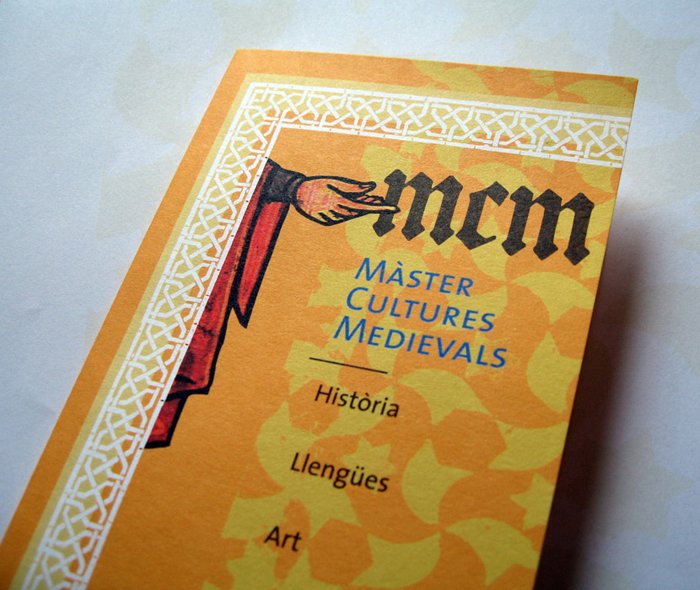 mcm
MÀSTER
CULTURES
MEDIEVALS
Història
Llengües
Art